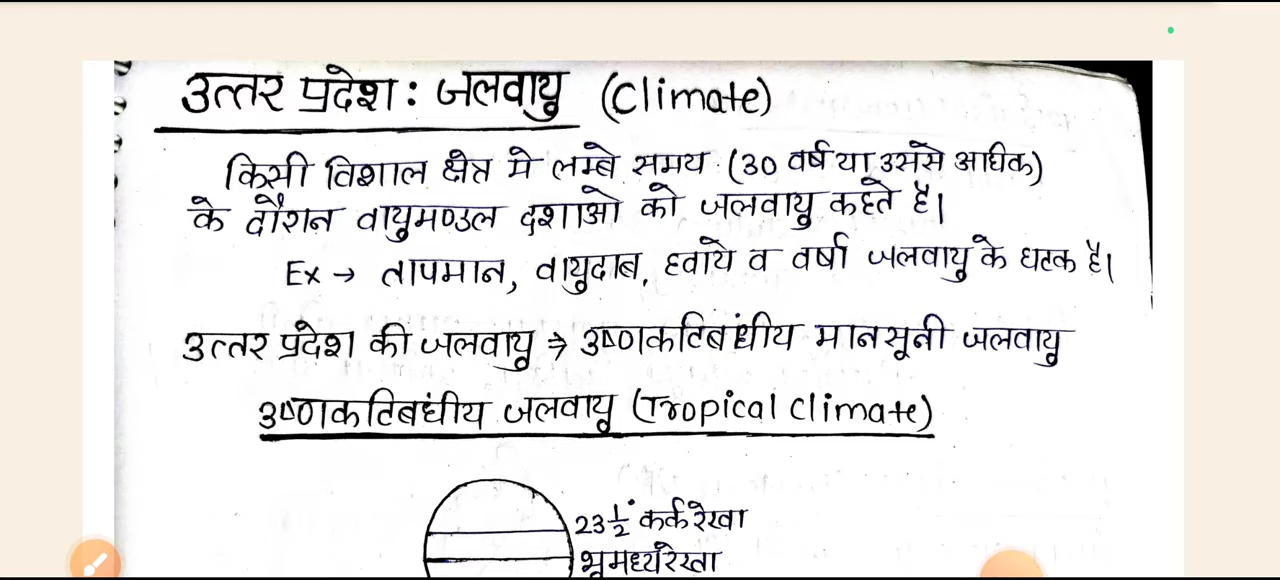 उत्तर प्रदेश : जलवायु (Climate)
किसी विशाल क्षेत्र मे लम्बे समय (30 वर्ष या उससे अधिक)
के दौरान वायुमण्डल दशाओ को जलवायु कहते है।
Ex → तापमान, वायुदाब, हवाये व वर्षा जलवायु के घटक है।
उत्तर प्रदेश की जलवायु ⇒ उष्णकटिबंधीय मानसूनी जलवायु
उष्णकटिबधीय जलवायु (Tropical Climate)
23½° कर्क रेखा
भूमध्य रेखा